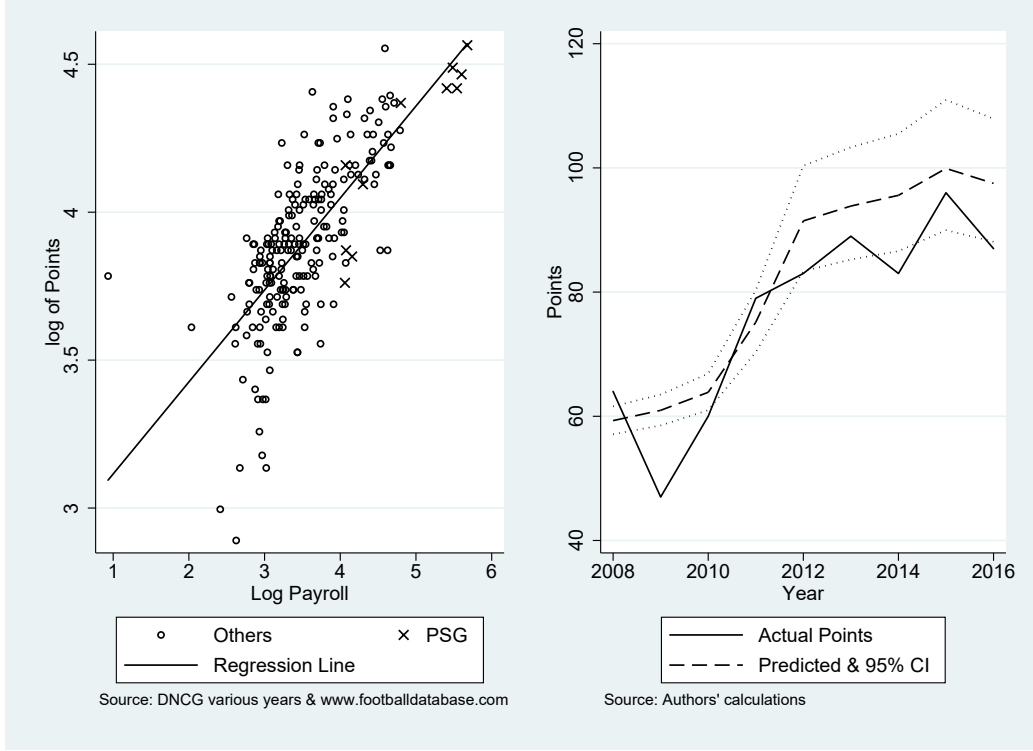 4.5
4
3.5
3
log of Points
1 2 3 4 5 6
Log Payroll
Others PSG
Regression Line
Source: DNCG various years & www.footballdatabase.com
120
100
80
60
40
Points
2008 2010 2012 2014 2016
Year
Actual Points
Predicted & 95% CI
Source: Authors' calculations